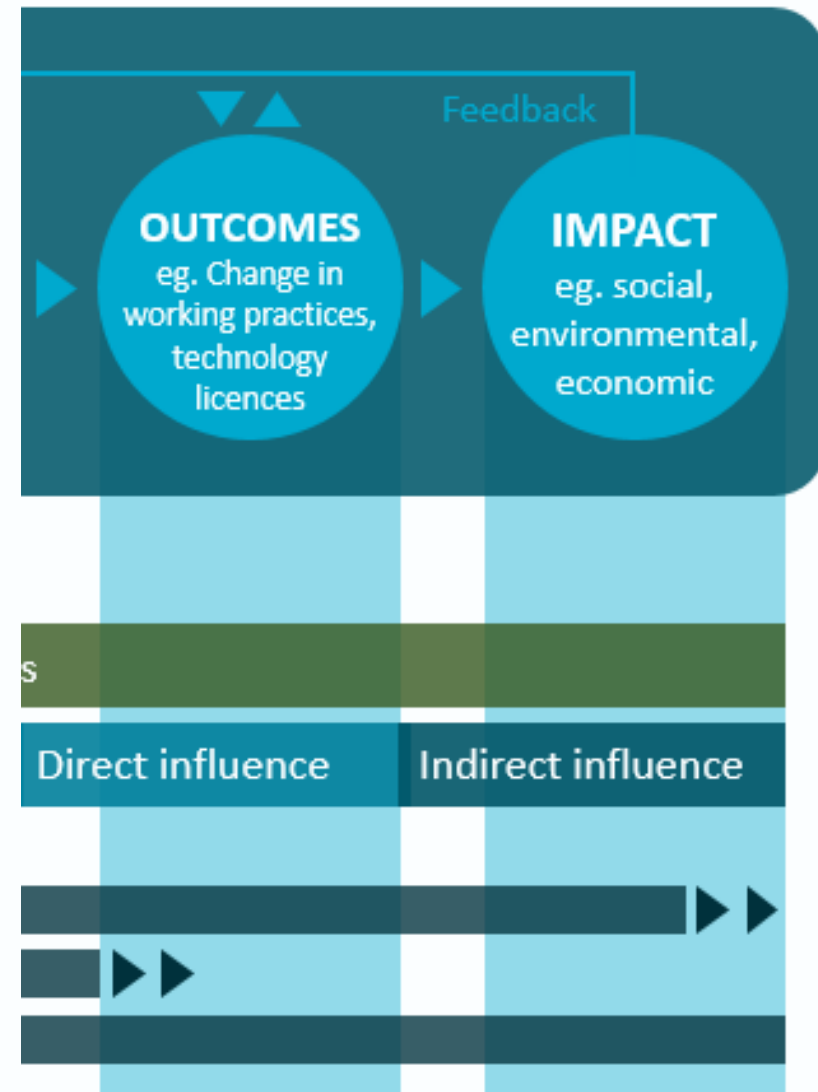 Feedback
OUTCOMES
eg. Change in
working practices,
technology
licences
IMPACT
eg. social,
environmental,
economic
s
Direct influence
Indirect influence